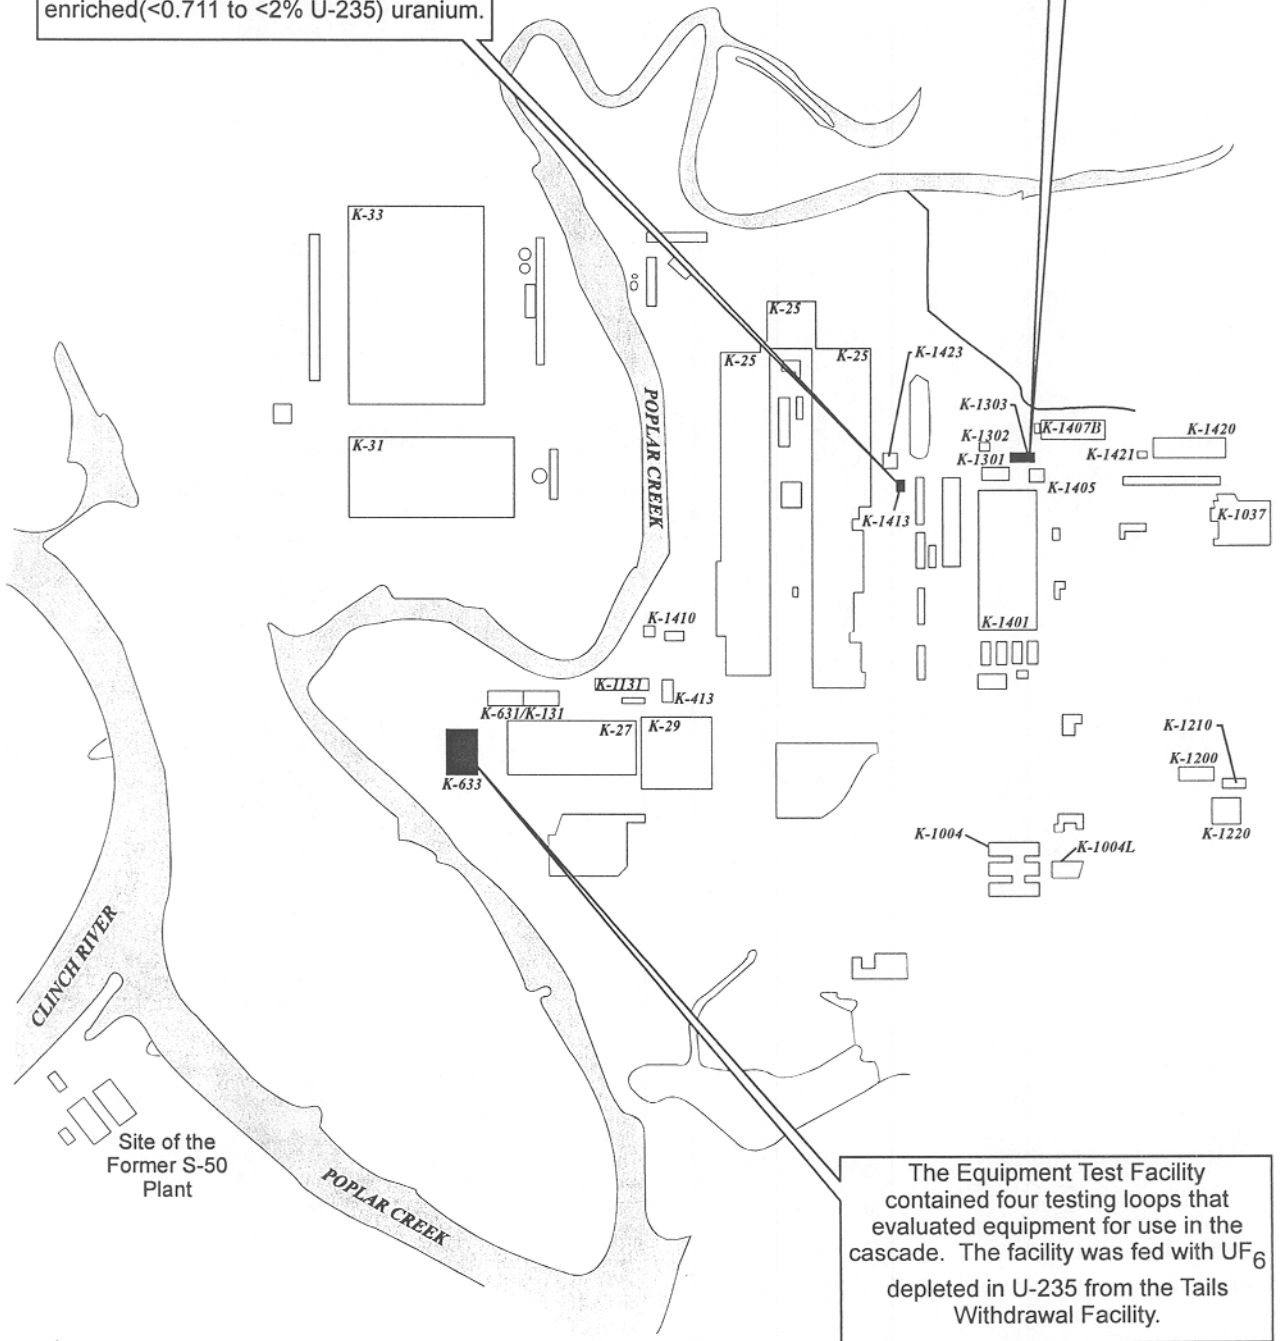 enriched(<0.711 to <2% U-235) uranium.
K-33
K-25
K-25
K-25
K-1423
K-1303
K-1407B
K-1302
K-1420
K-1421
K-1301
K-1405
K-31
POPLAR CREEK
K-1413
K-1037
K-1410
K-1401
K-1131
K-413
K-631/K-131
K-27
K-29
K-633
K-1210
K-1200
K-1220
K-1004
K-1004L
CLINCH RIVER
Site of the
Former S-50
Plant
POPLAR CREEK
The Equipment Test Facility
contained four testing loops that
evaluated equipment for use in the
cascade. The facility was fed with UF6
depleted in U-235 from the Tails
Withdrawal Facility.